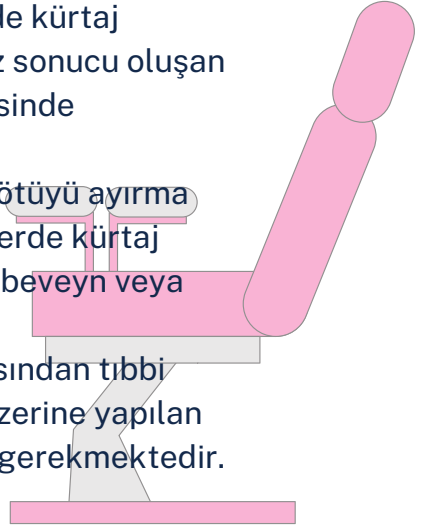 de kürtaj
z sonucu oluşan
sinde
ötüyü ayırma
erde kürtaj
beveyn veya
sından tıbbi
zerine yapılan
gerekmektedir.